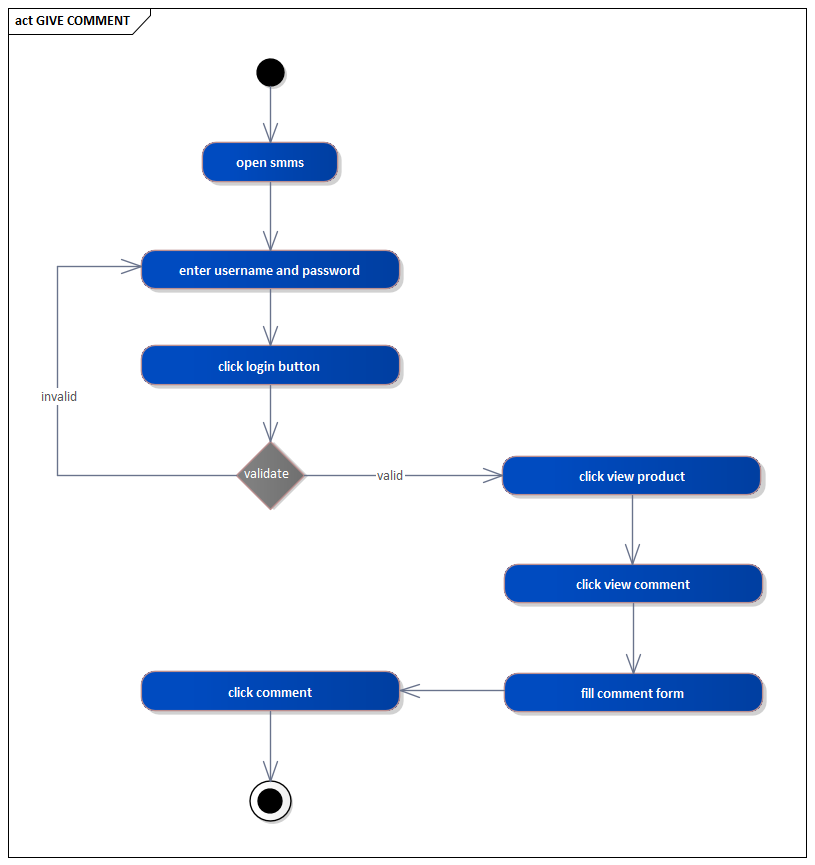 act GIVE COMMENT
open smms
enter username and password
click login button
invalid
validate
valid
click view product
click view comment
fill comment form
click comment